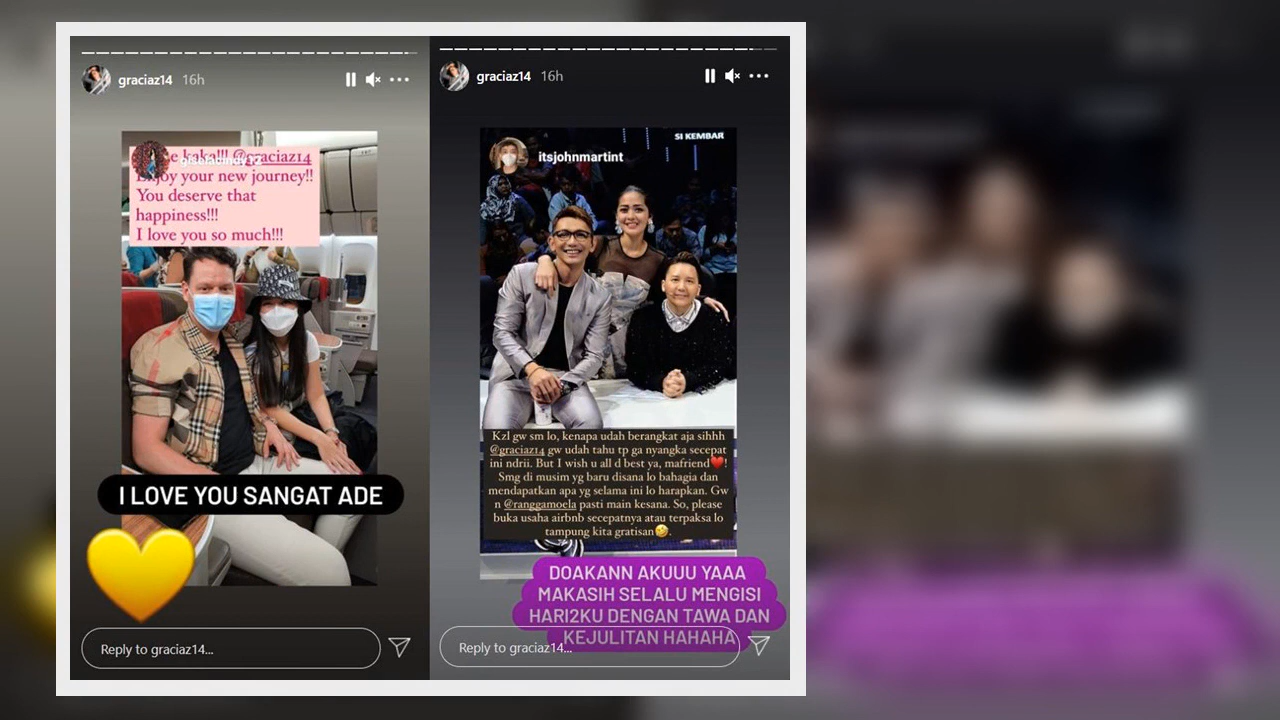 graciaz14 16h
@graciaz14
Enjoy your new journey!!
You deserve that
happiness!!!
I love you so much!!!
I LOVE YOU SANGAT ADE
Reply to graciaz14...
graciaz14 16h
SI KEMBAR
itsjohnmartint
Kzl gw sm lo, kenapa udah berangkat aja sihhh
@graciaz14 gw udah tahu tp ga nyangka secepat
ini ndrii. But I wish u all d best ya, mafriend❤️!
Smg di musim yg baru disana lo bahagia dan
mendapatkan apa yg selama ini lo harapkan. Gw
n @ranggamoela pasti main kesana. So, please
buka usaha airbnb secepatnya atau terpaksa lo
tampung kita gratisan🤣.
DOAKANN AKUUU YAAA
MAKASIH SELALU MENGISI
HARI2KU DENGAN TAWA DAN
KEJULITAN HAHAHA
Reply to graciaz14...